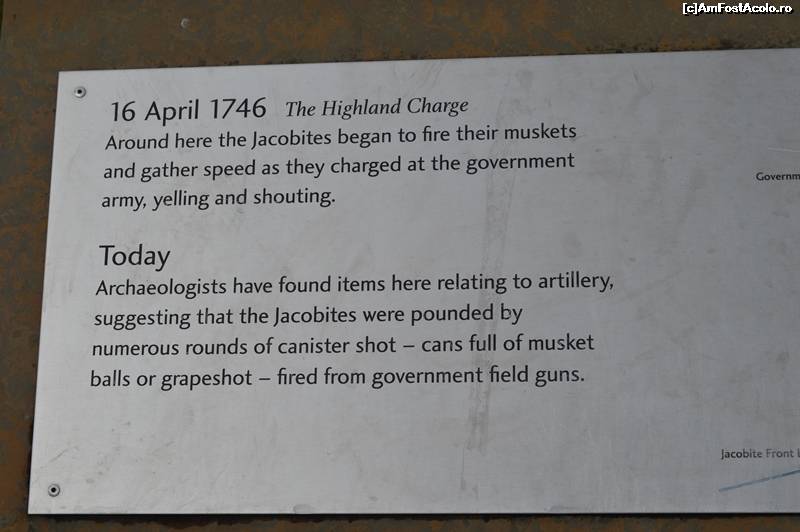 [c]AmFostAcolo.ro
16 April 1746 The Highland Charge
Around here the Jacobites began to fire their muskets
and gather speed as they charged at the government
army, yelling and shouting.
Today
Archaeologists have found items here relating to artillery,
suggesting that the Jacobites were pounded by
numerous rounds of canister shot – cans full of musket
balls or grapeshot – fired from government field guns.
Governm
Jacobite Front